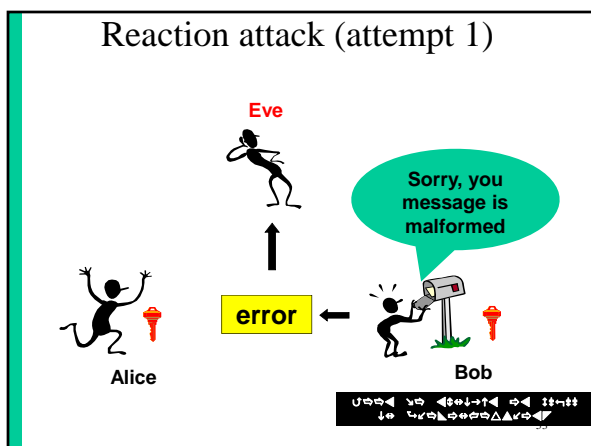 Reaction attack (attempt 1)
Eve
Sorry, you
message is
malformed
error
Alice
Bob